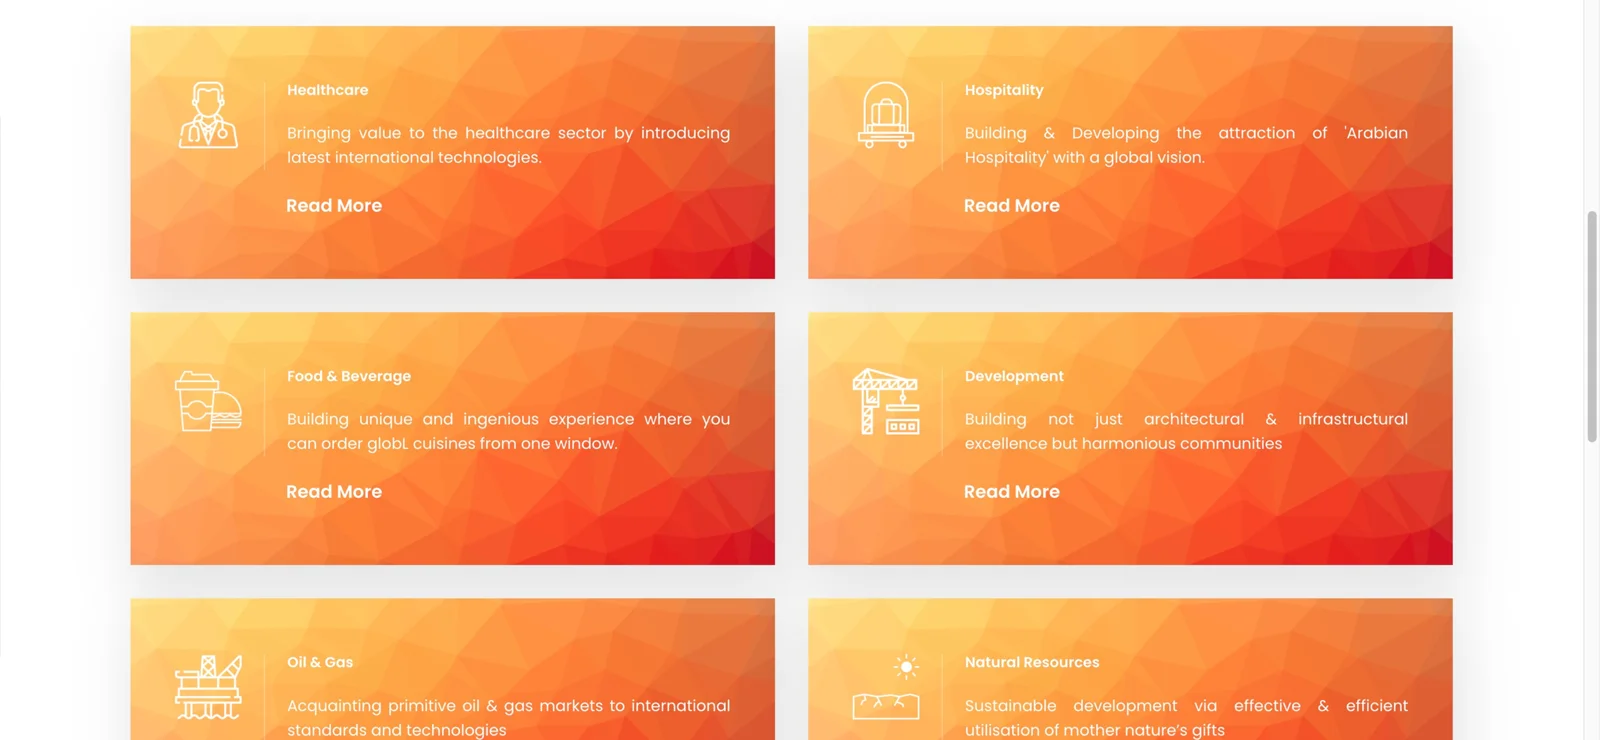 Healthcare
Bringing value to the healthcare sector by introducing
latest international technologies.
Read More
Hospitality
Building & Developing the attraction of 'Arabian
Hospitality' with a global vision.
Read More
Food & Beverage
Building unique and ingenious experience where you
can order globL cuisines from one window.
Read More
Development
Building not just architectural & infrastructural
excellence but harmonious communities
Read More
Oil & Gas
Acquainting primitive oil & gas markets to international
standards and technologies
Natural Resources
Sustainable development via effective & efficient
utilisation of mother nature's gifts